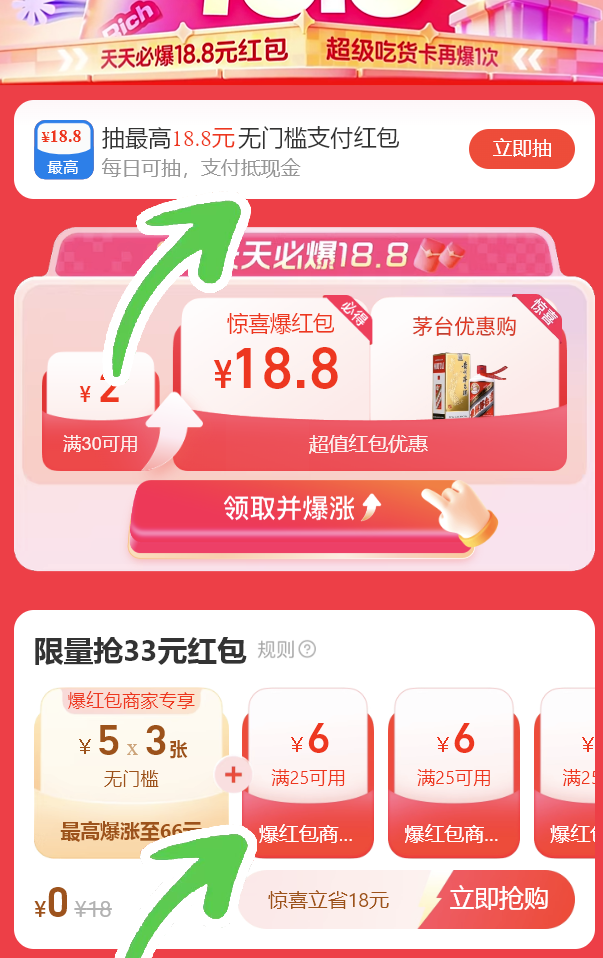 Rich
天天必爆18.8元红包
超级吃货卡再爆1次
¥18.8
最高
抽最高18.8元无门槛支付红包
每日可抽，支付抵现金
立即抽
天天必爆18.8
惊喜爆红包
必得
¥18.8
茅台优惠购
惊喜
¥2
满30可用
超值红包优惠
领取并爆涨
限量抢33元红包 规则?
爆红包商家专享
¥5x3张
无门槛
最高爆涨至66元
+
¥6
满25可用
爆红包商...
¥6
满25可用
爆红包商...
¥
满25
爆红包
¥0 ¥18
惊喜立省18元
立即抢购